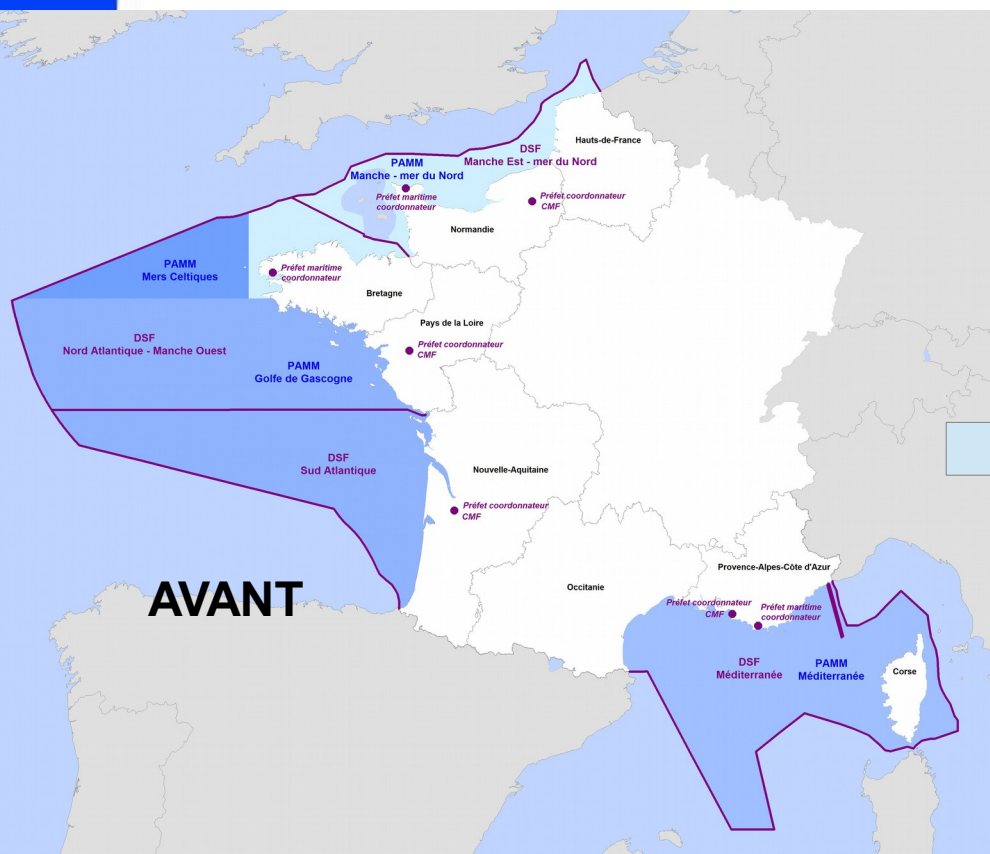 Hauts-de-France
DSF
Manche Est - mer du Nord
PAMM
Manche - mer du Nord
Préfet maritime
coordonnateur
Préfet coordonnateur
CMF
Normandie
PAMM
Mers Celtiques
Préfet maritime
coordonnateur
Bretagne
Pays de la Loire
DSF
Nord Atlantique - Manche Ouest
Préfet coordonnateur
CMF
PAMM
Golfe de Gascogne
DSF
Sud Atlantique
Nouvelle-Aquitaine
Préfet coordonnateur
CMF
AVANT
Occitanie
Provence-Alpes-Côte d'Azur
Préfet coordonnateur
CMF
Préfet maritime
coordonnateur
DSF
Méditerranée
PAMM
Méditerranée
Corse